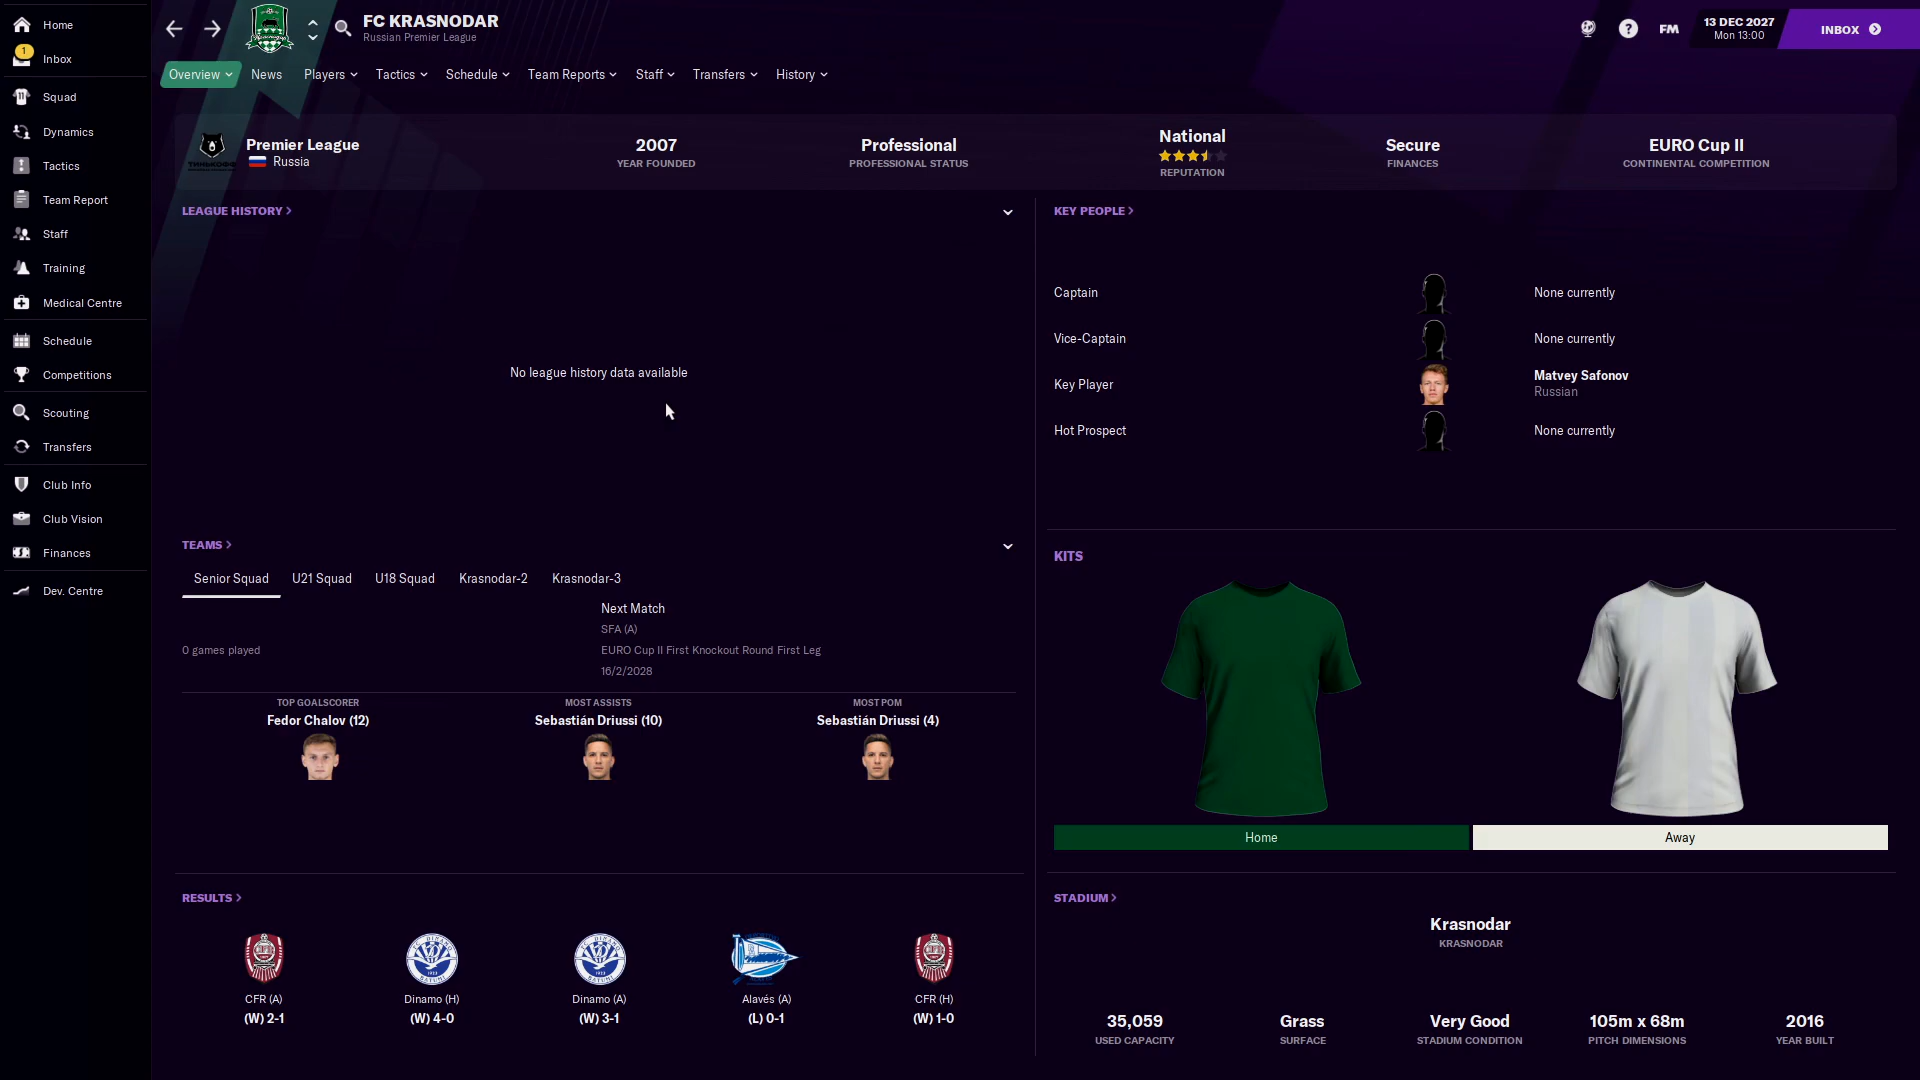 Home
Inbox
1
Squad
Dynamics
Tactics
Team Report
Staff
Training
Medical Centre
Schedule
Competitions
Scouting
Transfers
Club Info
Club Vision
Finances
Dev. Centre
FC KRASNODAR
Russian Premier League
FM
13 DEC 2027
Mon 13:00
INBOX
Overview
News
Players
Tactics
Schedule
Team Reports
Staff
Transfers
History
Premier League
Russia
2007
YEAR FOUNDED
Professional
PROFESSIONAL STATUS
National
REPUTATION
Secure
FINANCES
EURO Cup II
CONTINENTAL COMPETITION
LEAGUE HISTORY
No league history data available
KEY PEOPLE
Captain
None currently
Vice-Captain
None currently
Key Player
Matvey Safonov
Russian
Hot Prospect
None currently
TEAMS
Senior Squad
U21 Squad
U18 Squad
Krasnodar-2
Krasnodar-3
Next Match
SFA (A)
0 games played
EURO Cup II First Knockout Round First Leg
16/2/2028
TOP GOALSCORER
Fedor Chalov (12)
MOST ASSISTS
Sebastián Driussi (10)
MOST POM
Sebastián Driussi (4)
KITS
Home
Away
RESULTS
CFR (A)
(W) 2-1
Dinamo (H)
(W) 4-0
Dinamo (A)
(W) 3-1
Alavés (A)
(L) 0-1
CFR (H)
(W) 1-0
STADIUM
Krasnodar
KRASNODAR
35,059
USED CAPACITY
Grass
SURFACE
Very Good
STADIUM CONDITION
105m x 68m
PITCH DIMENSIONS
2016
YEAR BUILT